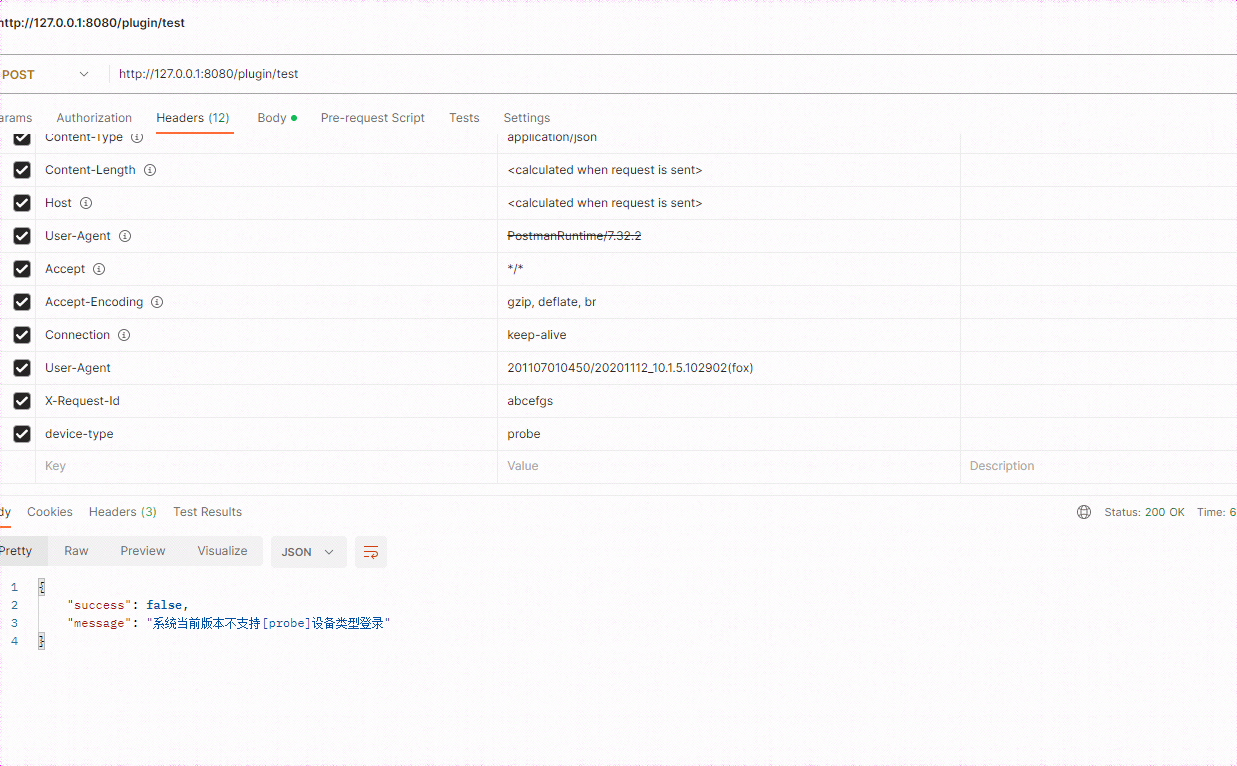 http://127.0.0.1:8080/plugin/test
POST http://127.0.0.1:8080/plugin/test
arams Authorization Headers (12) Body Pre-request Script Tests Settings
Content-Type application/json
Content-Length <calculated when request is sent>
Host <calculated when request is sent>
User-Agent PostmanRuntime/7.32.2
Accept */*
Accept-Encoding gzip, deflate, br
Connection keep-alive
User-Agent 201107010450/20201112_10.1.5.102902(fox)
X-Request-Id abcefgs
device-type probe
Key Value Description
dy Cookies Headers (3) Test Results Status: 200 OK Time: 6
Pretty Raw Preview Visualize JSON
1 {
2 "success": false,
3 "message": "系统当前版本不支持[probe]设备类型登录"
4 }